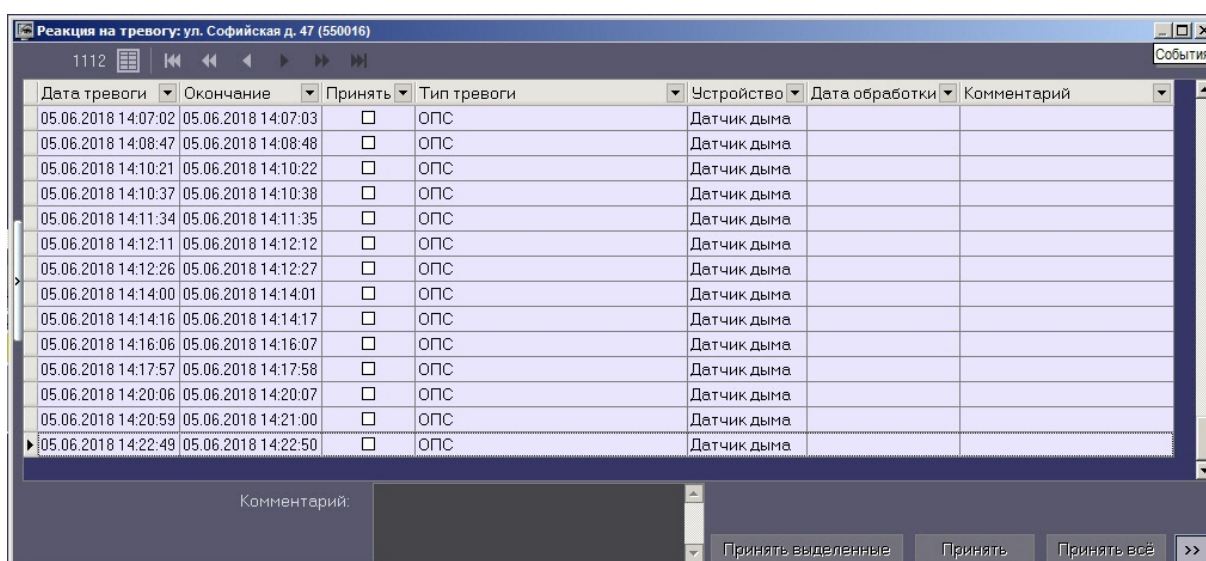 Реакция на тревогу: ул. Софийская д. 47 (550016)
1112
События
Дата тревоги Окончание Принять Тип тревоги Устройство Дата обработки Комментарий
05.06.2018 14:07:02 05.06.2018 14:07:03 ОПС Датчик дыма
05.06.2018 14:08:47 05.06.2018 14:08:48 ОПС Датчик дыма
05.06.2018 14:10:21 05.06.2018 14:10:22 ОПС Датчик дыма
05.06.2018 14:10:37 05.06.2018 14:10:38 ОПС Датчик дыма
05.06.2018 14:11:34 05.06.2018 14:11:35 ОПС Датчик дыма
05.06.2018 14:12:11 05.06.2018 14:12:12 ОПС Датчик дыма
05.06.2018 14:12:26 05.06.2018 14:12:27 ОПС Датчик дыма
05.06.2018 14:14:00 05.06.2018 14:14:01 ОПС Датчик дыма
05.06.2018 14:14:16 05.06.2018 14:14:17 ОПС Датчик дыма
05.06.2018 14:16:06 05.06.2018 14:16:07 ОПС Датчик дыма
05.06.2018 14:17:57 05.06.2018 14:17:58 ОПС Датчик дыма
05.06.2018 14:20:06 05.06.2018 14:20:07 ОПС Датчик дыма
05.06.2018 14:20:59 05.06.2018 14:21:00 ОПС Датчик дыма
05.06.2018 14:22:49 05.06.2018 14:22:50 ОПС Датчик дыма
Комментарий:
Принять выделенные Принять Принять всё >>